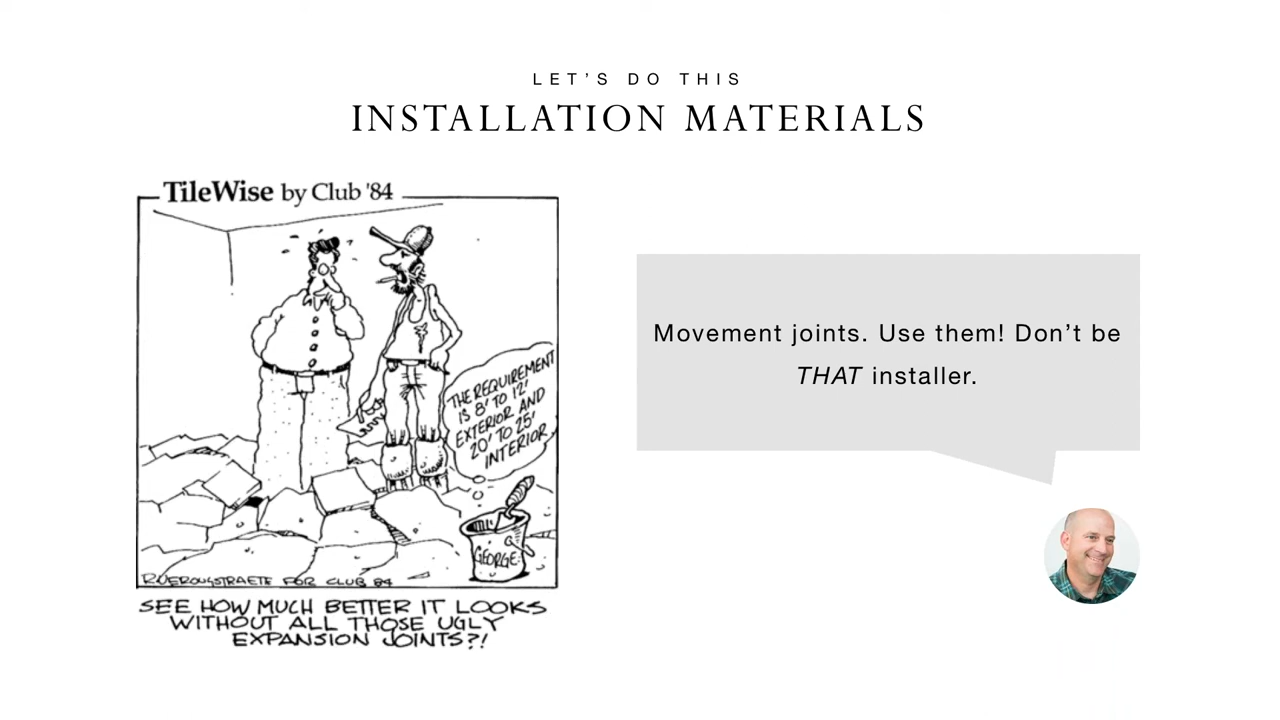 LET’S DO THIS
INSTALLATION MATERIALS
TileWise by Club '84
THE REQUIREMENT
IS 8' TO 12'
EXTERIOR AND
20' TO 25'
INTERIOR
GEORGE
FOR CLUB 84
SEE HOW MUCH BETTER IT LOOKS
WITHOUT ALL THOSE UGLY
EXPANSION JOINTS?!
Movement joints. Use them! Don’t be
THAT installer.